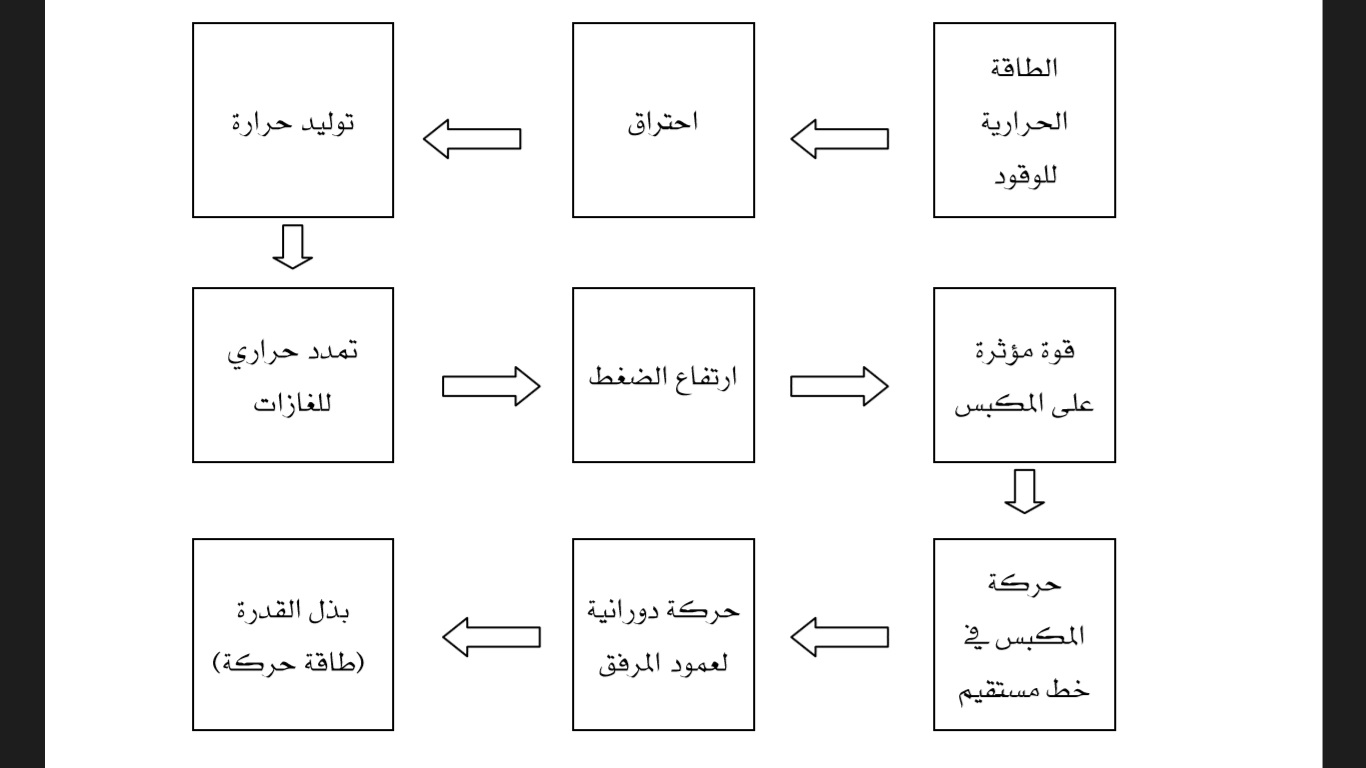 الطاقة
الحرارية
للوقود
احتراق
توليد حرارة
تمدد حراري
للغازات
ارتفاع الضغط
قوة مؤثرة
على المكبس
حركة
المكبس في
خط مستقيم
حركة دورانية
لعمود المرفق
بذل القدرة
(طاقة حركة)